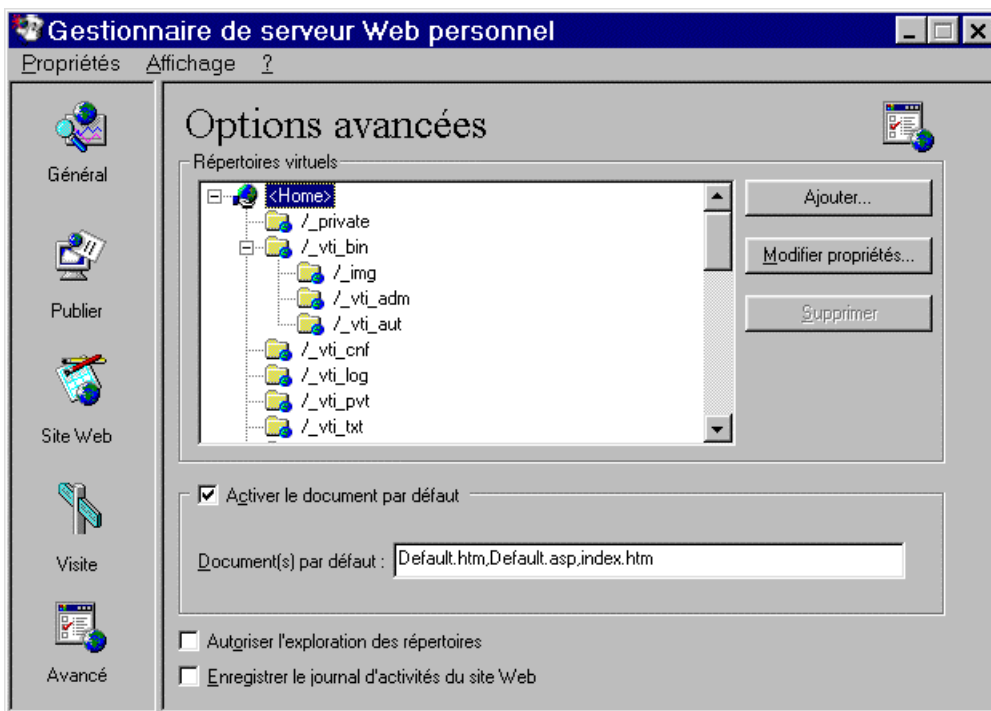 Gestionnaire de serveur Web personnel
Propriétés Affichage ?
Général
Publier
Site Web
Visite
Avancé
Options avancées
Répertoires virtuels
<Home>
/_private
/_vti_bin
/_img
/_vti_adm
/_vti_aut
/_vti_cnf
/_vti_log
/_vti_pvt
/_vti_txt
Ajouter...
Modifier propriétés...
Supprimer
Activer le document par défaut
Document(s) par défaut : Default.htm,Default.asp,index.htm
Autoriser l'exploration des répertoires
Enregistrer le journal d'activités du site Web